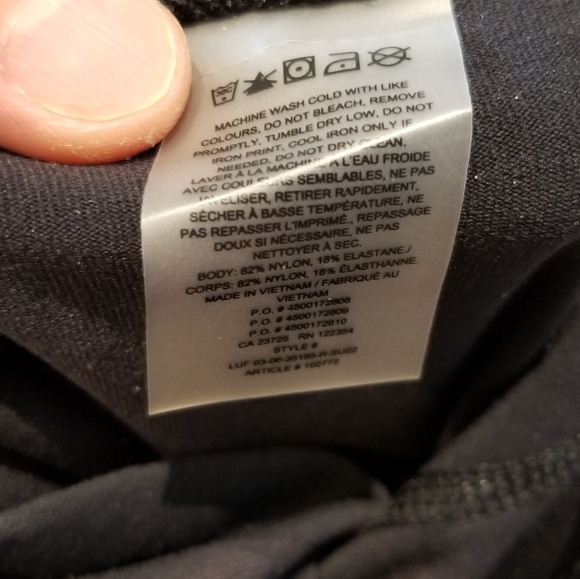 MACHINE WASH COLD WITH LIKE
COLOURS, DO NOT BLEACH, REMOVE
PROMPTLY, TUMBLE DRY LOW, DO NOT
IRON PRINT, COOL IRON ONLY IF
NEEDED, DO NOT DRY CLEAN,
LAVER À LA MACHINE À L'EAU FROIDE
AVEC COULEURS SEMBLABLES, NE PAS
JAVELISER, RETIRER RAPIDEMENT,
SÉCHER À BASSE TEMPÉRATURE, NE
PAS REPASSER L'IMPRIMÉ., REPASSAGE
DOUX SI NÉCESSAIRE, NE PAS
NETTOYER À SEC.
BODY: 82% NYLON, 18% ELASTANE /
CORPS: 82% NYLON, 18% ÉLASTHANNE.
MADE IN VIETNAM / FABRIQUÉ AU
VIETNAM
P.O. # 4500172808
P.O. # 4500172809
P.O. # 4500172810
CA 23725 RN 122354
STYLE #
ARTICLE # 102772